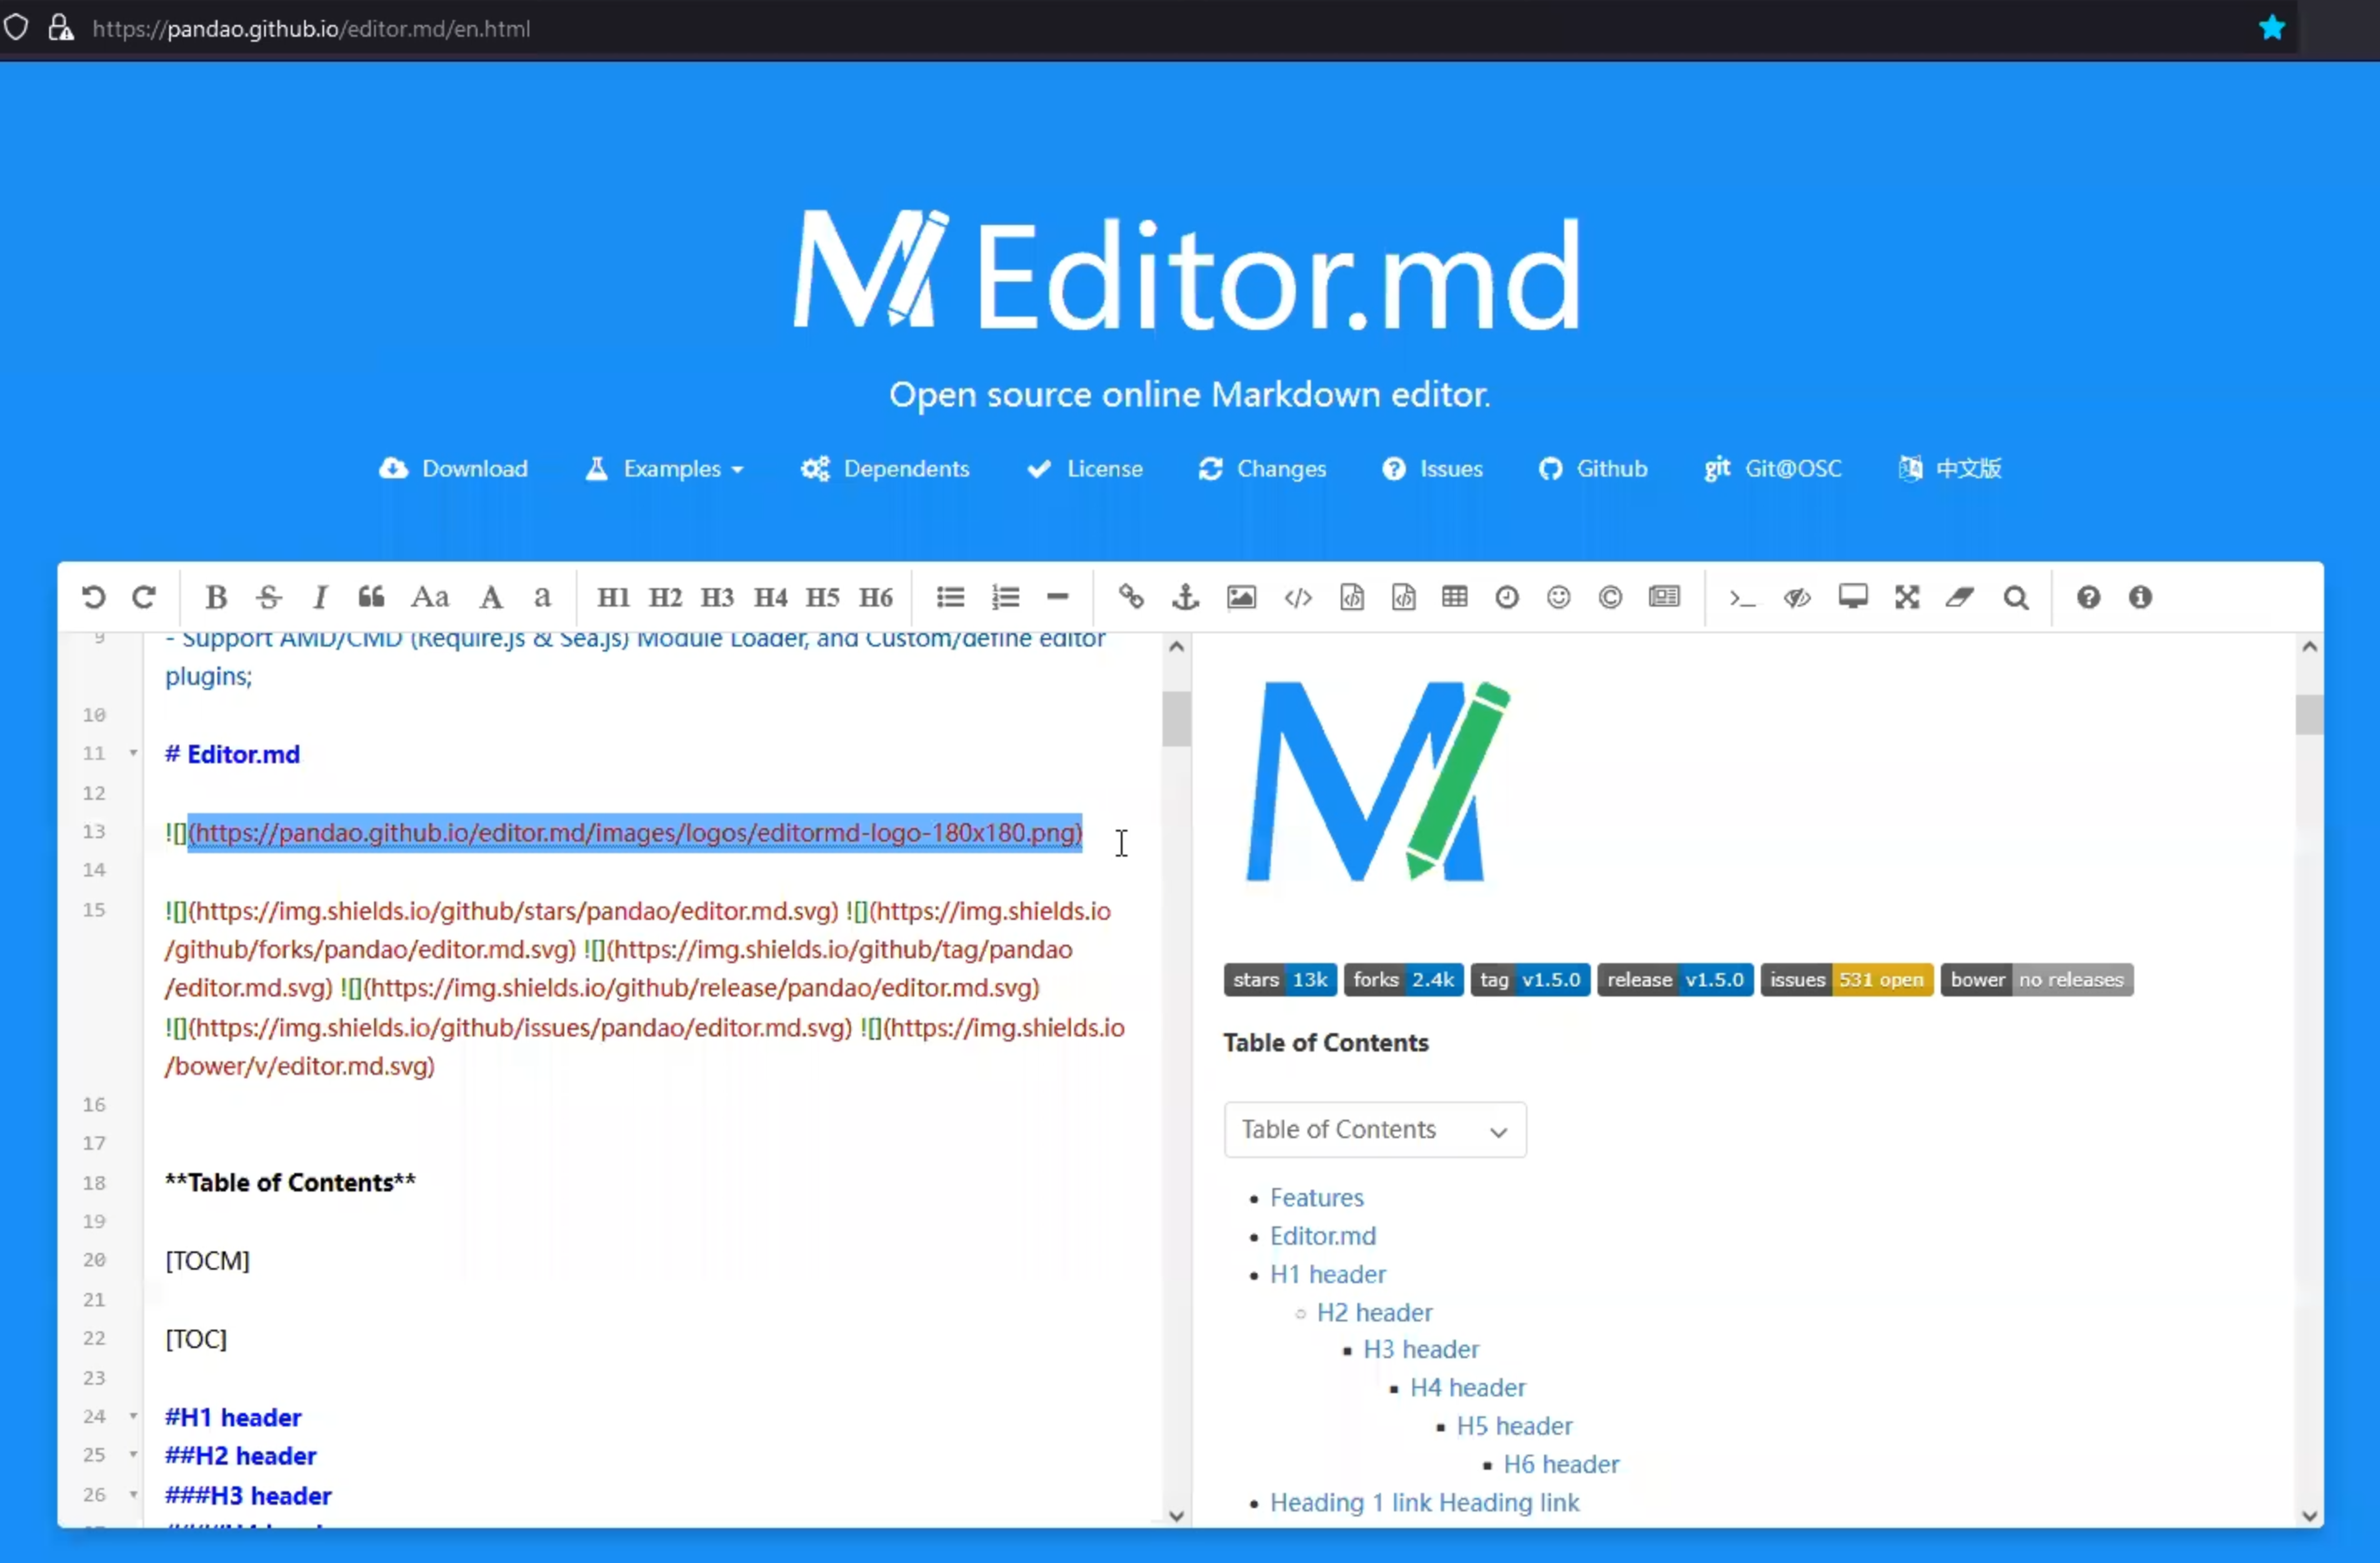 https://pandao.github.io/editor.md/en.html
Editor.md
Open source online Markdown editor.
Download Examples Dependents License Changes Issues Github git Git@OSC 中文版
B S I Aa A a H1 H2 H3 H4 H5 H6
9 - Support AMD/CMD (Require.js & Sea.js) Module Loader, and Custom/define editor
plugins;
10
11 # Editor.md
12
13 ![](https://pandao.github.io/editor.md/images/logos/editormd-logo-180x180.png)
14
15 ![](https://img.shields.io/github/stars/pandao/editor.md.svg) ![](https://img.shields.io
/github/forks/pandao/editor.md.svg) ![](https://img.shields.io/github/tag/pandao
/editor.md.svg) ![](https://img.shields.io/github/release/pandao/editor.md.svg)
![](https://img.shields.io/github/issues/pandao/editor.md.svg) ![](https://img.shields.io
/bower/v/editor.md.svg)
16
17
18 **Table of Contents**
19
20 [TOCM]
21
22 [TOC]
23
24 #H1 header
25 ##H2 header
26 ###H3 header
stars 13k forks 2.4k tag v1.5.0 release v1.5.0 issues 531 open bower no releases
Table of Contents
Table of Contents
Features
Editor.md
H1 header
H2 header
H3 header
H4 header
H5 header
H6 header
Heading 1 link Heading link